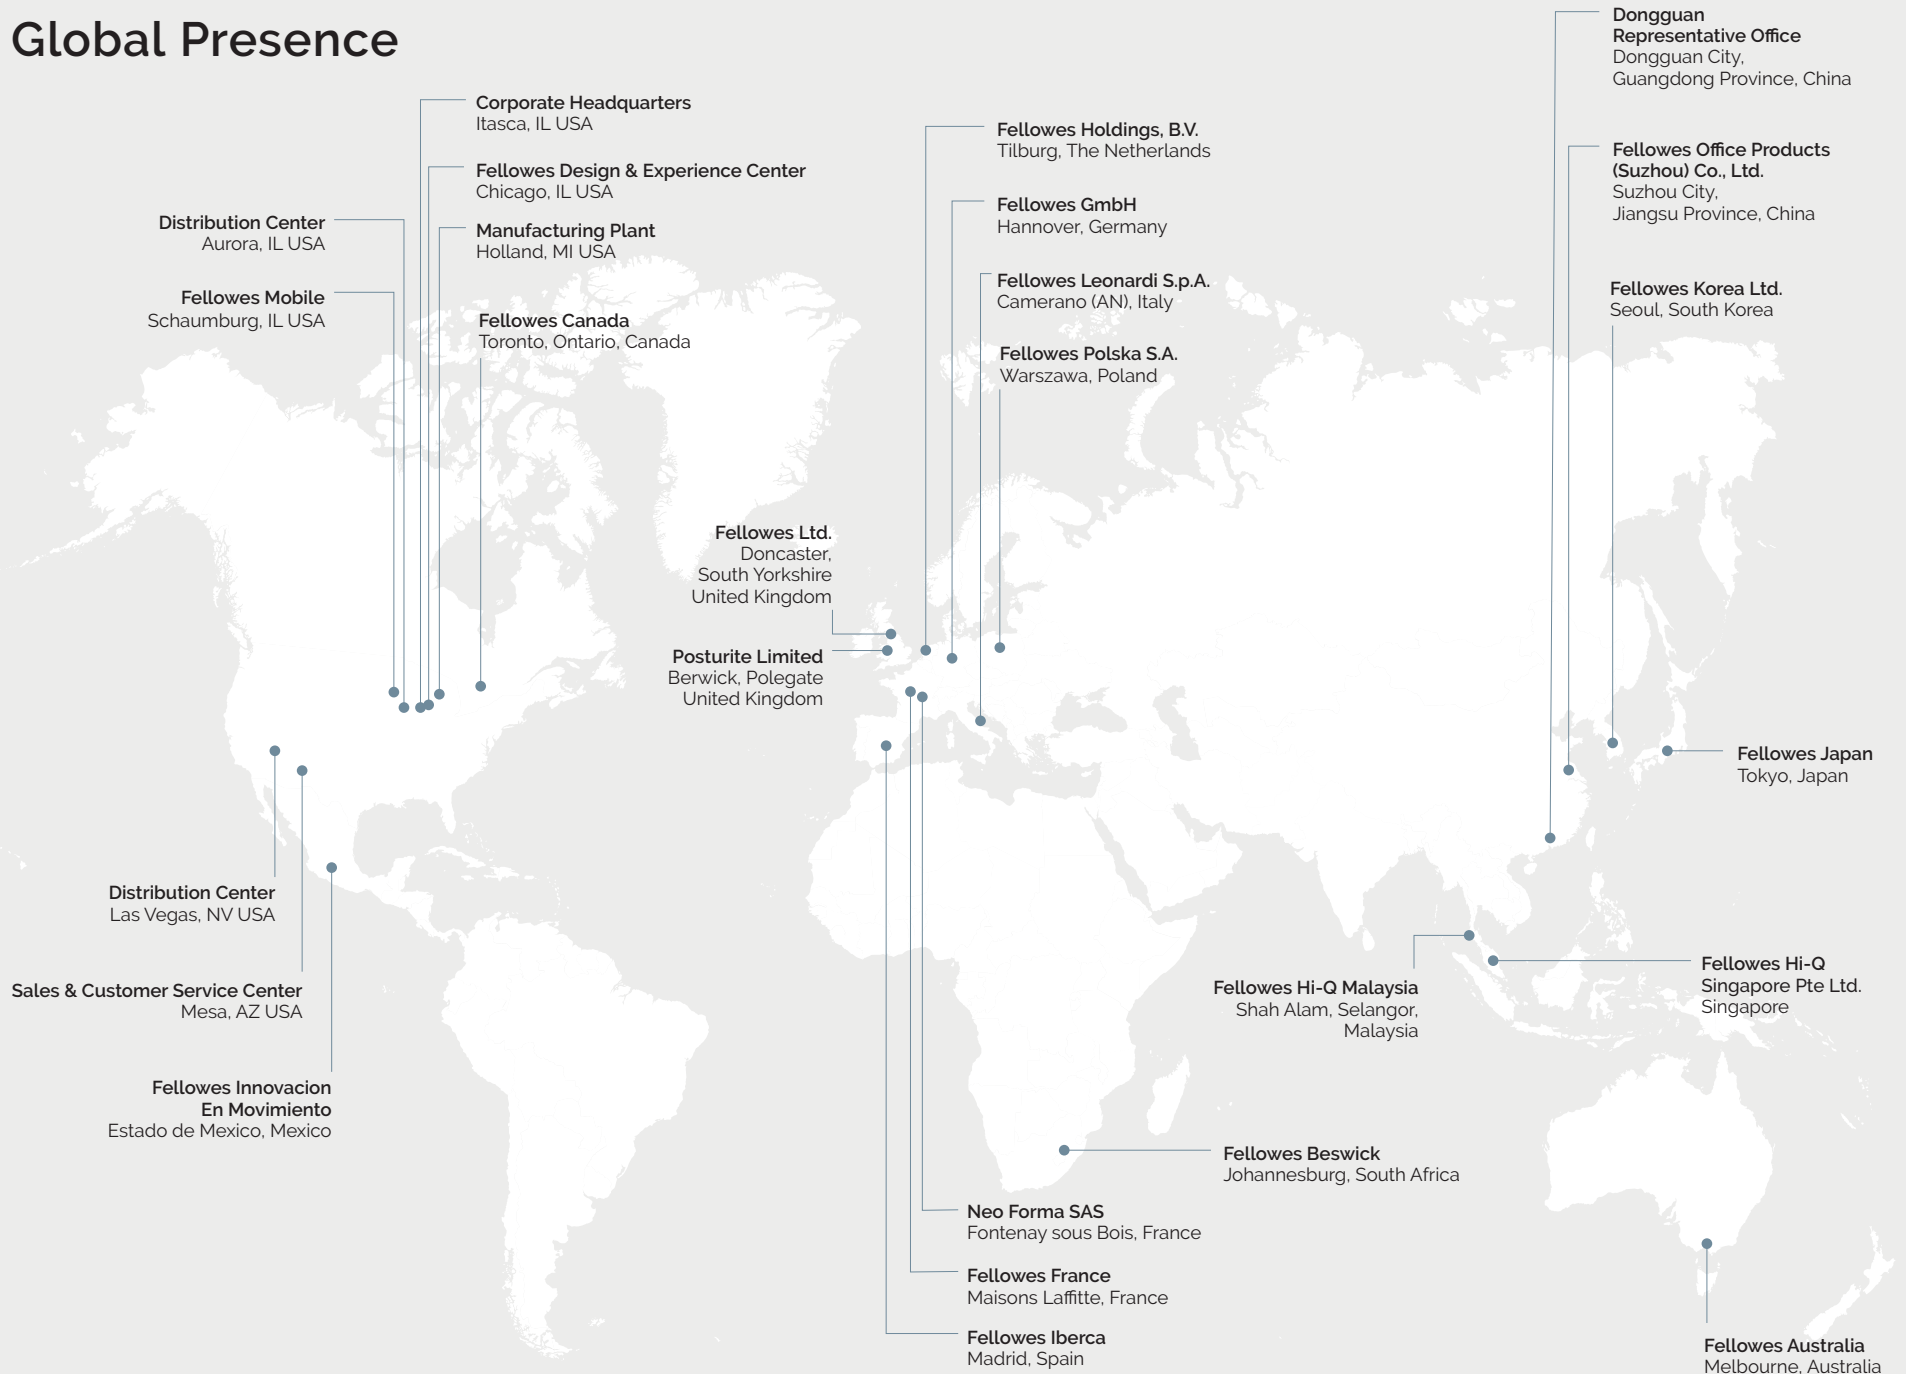 Global Presence
Corporate Headquarters
Itasca, IL USA
Fellowes Design & Experience Center
Chicago, IL USA
Distribution Center
Aurora, IL USA
Manufacturing Plant
Holland, MI USA
Fellowes Mobile
Schaumburg, IL USA
Fellowes Canada
Toronto, Ontario, Canada
Distribution Center
Las Vegas, NV USA
Sales & Customer Service Center
Mesa, AZ USA
Fellowes Innovacion
En Movimiento
Estado de Mexico, Mexico
Fellowes Holdings, B.V.
Tilburg, The Netherlands
Fellowes GmbH
Hannover, Germany
Fellowes Leonardi S.p.A.
Camerano (AN), Italy
Fellowes Polska S.A.
Warszawa, Poland
Fellowes Ltd.
Doncaster,
South Yorkshire
United Kingdom
Posturite Limited
Berwick, Polegate
United Kingdom
Neo Forma SAS
Fontenay sous Bois, France
Fellowes France
Maisons Laffitte, France
Fellowes Iberca
Madrid, Spain
Fellowes Beswick
Johannesburg, South Africa
Dongguan
Representative Office
Dongguan City,
Guangdong Province, China
Fellowes Office Products
(Suzhou) Co., Ltd.
Suzhou City,
Jiangsu Province, China
Fellowes Korea Ltd.
Seoul, South Korea
Fellowes Japan
Tokyo, Japan
Fellowes Hi-Q Malaysia
Shah Alam, Selangor,
Malaysia
Fellowes Hi-Q
Singapore Pte Ltd.
Singapore
Fellowes Australia
Melbourne, Australia